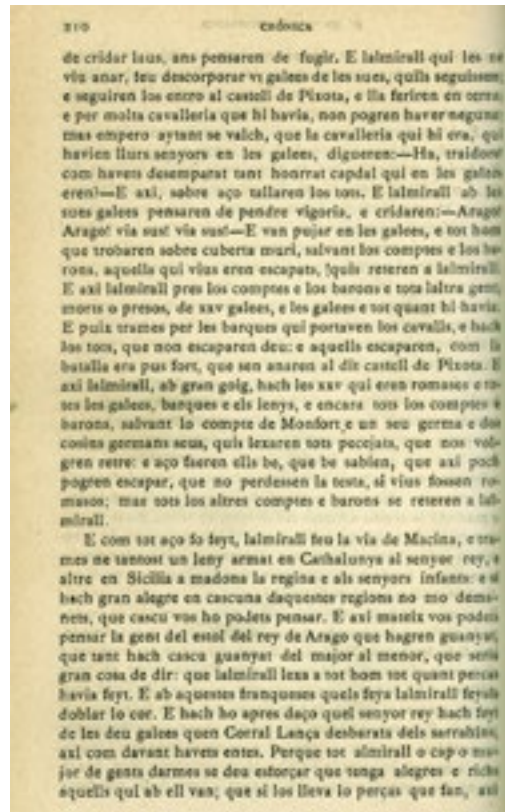 210 CRÓNICA
de cridar laus, ans pensaren de fugir. E lalmirall qui les ne
viu anar, feu descorporar VI galees de les sues, quils seguissen;
e seguiren los entro al castell de Pixota, e lla feriren en terra;
e per molta cavalleria que hi havia, non pogren haver neguna;
mas empero aytant se valch, que la cavalleria qui hi era, qui
havien llurs senyors en les galees, digueren:—Ha, traidors
com havets desemparat tant honrrat capdal qui en les galees
eren!—E axi, sobre aço tallaren los tots. E lalmirall ab les
sues galees pensaren de pendre vigoria, e cridaren:—Arago!
Arago! via sus! via sus!—E van pujar en les galees, e tot hom
que trobaren sobre cuberta muri, salvant los comptes e los ba-
rons, aquells qui vius eren escapats, quis reteren a lalmirall.
E axi lalmirall pres los comptes e los barons e tota laltra gent,
morts o presos, de XXV galees, e les galees e tot quant hi havia.
E puix trames per les barques qui portaven los cavalls, e hach
los tots, que non escaparen deu: e aquells escaparen, com la
batalla era pus fort, que sen anaren al dit castell de Pixota. E
axi lalmirall, ab gran goig, hach les XXV qui eren romases e to-
tes les galees, barques e els lenys, e encara tots los comptes e
barons, salvant lo compte de Monfort e un seu germa e dos
cosins germans seus, quis lexaren tots pecejats, que nos vol-
gren retre: e aço faeren ells be, que be sabien, que axi poch
pogren escapar, que no perdessen la testa, si vius fossen ro-
masos; mas tots los altres comptes e barons se reteren a lal-
mirall.
E com tot aço fo feyt, lalmirall feu la via de Macina, e tra-
mes ne tantost un leny armat en Cathalunya al senyor rey, e
altre en Sicilia a madona la regina e als senyors infants: e si
hach gran alegre en cascuna daquestes regions no mo dema-
nets, que cascu vos ho podets pensar. E axi mateix vos podets
pensar la gent del estol del rey de Arago que hagren guanyat,
que tant hach cascu guanyat del major al menor, que seria
gran cosa de dir: que lalmirall lexa a tot hom tot quant percaç
havia feyt. E ab aquestes franqueses quels feya lalmirall feyals
doblar lo cor. E hach ho apres daço quel senyor rey hach feyt
de les deu galees quen Corral Lança desbarata dels sarrahins,
axi com davant havets entes. Perque tot almirall o cap o ma-
jor de gents darmes se deu esforçar que tenga alegres e richs
aquells qui ab ell van; que si los lleva lo perças que fan, axi